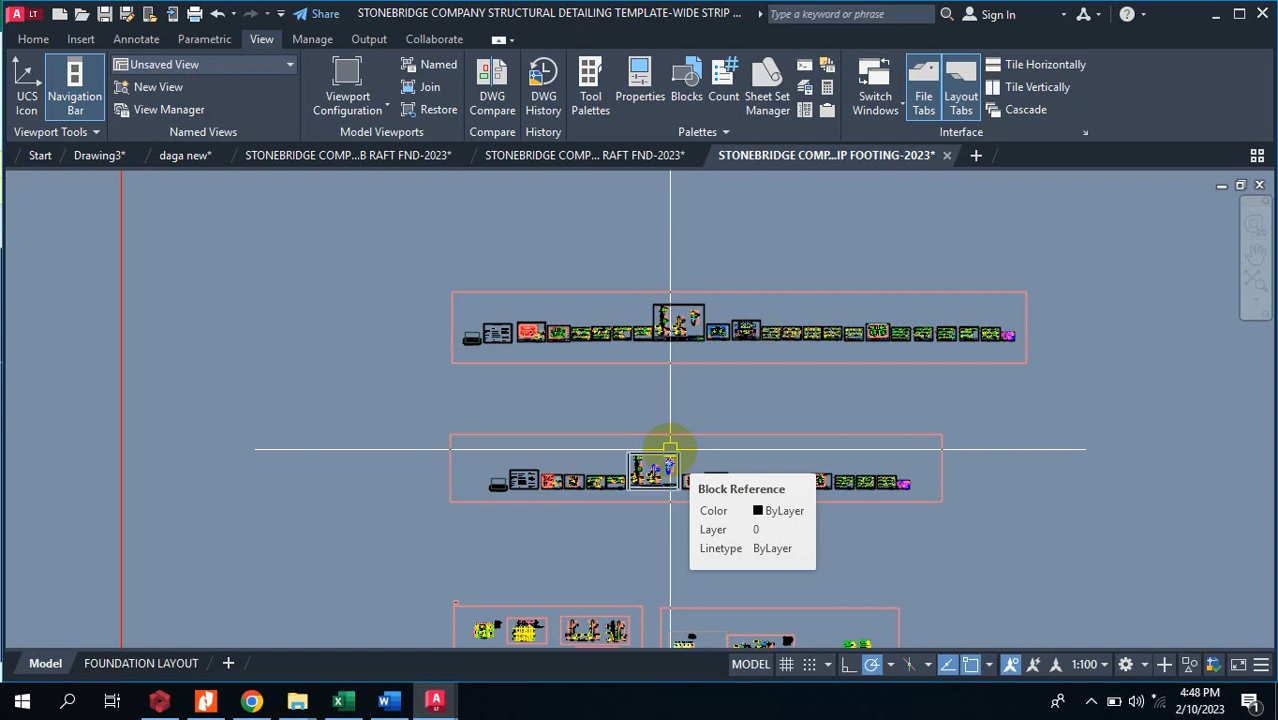 STONEBRIDGE COMPANY STRUCTURAL DETAILING TEMPLATE-WIDE STRIP ...
Share
Type a keyword or phrase
Sign In
Home Insert Annotate Parametric View Manage Output Collaborate
UCS Icon
Navigation Bar
Viewport Tools
Unsaved View
New View
View Manager
Named Views
Viewport Configuration
Named
Join
Restore
Model Viewports
DWG Compare
Compare
DWG History
History
Tool Palettes
Properties
Blocks
Count
Sheet Set Manager
Palettes
Switch Windows
File Tabs
Layout Tabs
Tile Horizontally
Tile Vertically
Cascade
Interface
Start Drawing3* daga new* STONEBRIDGE COMP...B RAFT FND-2023* STONEBRIDGE COMP... RAFT FND-2023* STONEBRIDGE COMP...IP FOOTING-2023*
Block Reference
Color ByLayer
Layer 0
Linetype ByLayer
Model FOUNDATION LAYOUT
MODEL 1:100
4:48 PM
2/10/2023